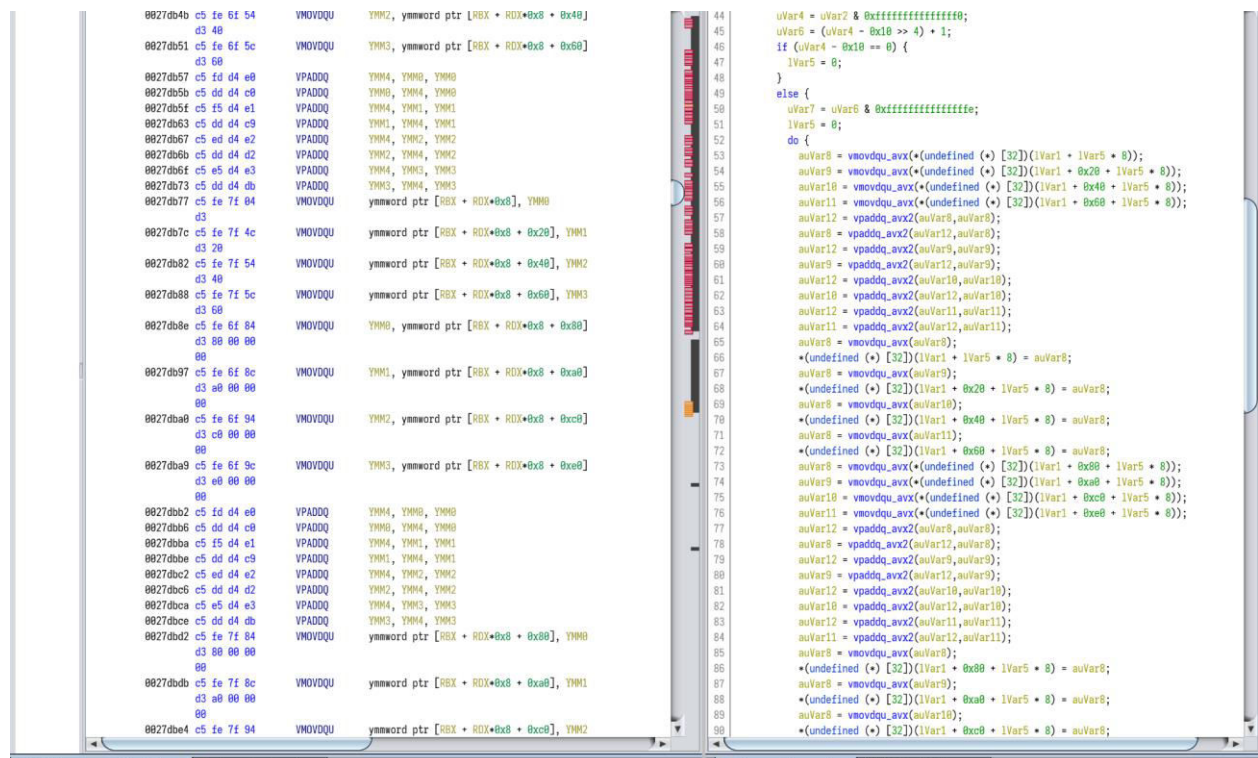 0027db4b c5 fe 6f 54 VMOVDQU YMM2, ymmword ptr [RBX + RDX*0x8 + 0x40]
d3 40
0027db51 c5 fe 6f 5c VMOVDQU YMM3, ymmword ptr [RBX + RDX*0x8 + 0x60]
d3 60
0027db57 c5 fd d4 e0 VPADDQ YMM4, YMM0, YMM0
0027db5b c5 dd d4 c0 VPADDQ YMM0, YMM4, YMM0
0027db5f c5 f5 d4 e1 VPADDQ YMM4, YMM1, YMM1
0027db63 c5 dd d4 c9 VPADDQ YMM1, YMM4, YMM1
0027db67 c5 ed d4 e2 VPADDQ YMM4, YMM2, YMM2
0027db6b c5 dd d4 d2 VPADDQ YMM2, YMM4, YMM2
0027db6f c5 e5 d4 e3 VPADDQ YMM4, YMM3, YMM3
0027db73 c5 dd d4 db VPADDQ YMM3, YMM4, YMM3
0027db77 c5 fe 7f 04 VMOVDQU ymmword ptr [RBX + RDX*0x8], YMM0
d3
0027db7c c5 fe 7f 4c VMOVDQU ymmword ptr [RBX + RDX*0x8 + 0x20], YMM1
d3 20
0027db82 c5 fe 7f 54 VMOVDQU ymmword ptr [RBX + RDX*0x8 + 0x40], YMM2
d3 40
0027db88 c5 fe 7f 5c VMOVDQU ymmword ptr [RBX + RDX*0x8 + 0x60], YMM3
d3 60
0027db8e c5 fe 6f 84 VMOVDQU YMM0, ymmword ptr [RBX + RDX*0x8 + 0x80]
d3 80 00 00
00
0027db97 c5 fe 6f 8c VMOVDQU YMM1, ymmword ptr [RBX + RDX*0x8 + 0xa0]
d3 a0 00 00
00
0027dba0 c5 fe 6f 94 VMOVDQU YMM2, ymmword ptr [RBX + RDX*0x8 + 0xc0]
d3 c0 00 00
00
0027dba9 c5 fe 6f 9c VMOVDQU YMM3, ymmword ptr [RBX + RDX*0x8 + 0xe0]
d3 e0 00 00
00
0027dbb2 c5 fd d4 e0 VPADDQ YMM4, YMM0, YMM0
0027dbb6 c5 dd d4 c0 VPADDQ YMM0, YMM4, YMM0
0027dbba c5 f5 d4 e1 VPADDQ YMM4, YMM1, YMM1
0027dbbe c5 dd d4 c9 VPADDQ YMM1, YMM4, YMM1
0027dbc2 c5 ed d4 e2 VPADDQ YMM4, YMM2, YMM2
0027dbc6 c5 dd d4 d2 VPADDQ YMM2, YMM4, YMM2
0027dbca c5 e5 d4 e3 VPADDQ YMM4, YMM3, YMM3
0027dbce c5 dd d4 db VPADDQ YMM3, YMM4, YMM3
0027dbd2 c5 fe 7f 84 VMOVDQU ymmword ptr [RBX + RDX*0x8 + 0x80], YMM0
d3 80 00 00
00
0027dbdb c5 fe 7f 8c VMOVDQU ymmword ptr [RBX + RDX*0x8 + 0xa0], YMM1
d3 a0 00 00
00
0027dbe4 c5 fe 7f 94 VMOVDQU ymmword ptr [RBX + RDX*0x8 + 0xc0], YMM2
44 uVar4 = uVar2 & 0xfffffffffffffff0;
45 uVar6 = (uVar4 - 0x10 >> 4) + 1;
46 if (uVar4 - 0x10 == 0) {
47 lVar5 = 0;
48 }
49 else {
50 uVar7 = uVar6 & 0xfffffffffffffffe;
51 lVar5 = 0;
52 do {
53 auVar8 = vmovdqu_avx(*(undefined (*) [32])(lVar1 + lVar5 * 8));
54 auVar9 = vmovdqu_avx(*(undefined (*) [32])(lVar1 + 0x20 + lVar5 * 8));
55 auVar10 = vmovdqu_avx(*(undefined (*) [32])(lVar1 + 0x40 + lVar5 * 8));
56 auVar11 = vmovdqu_avx(*(undefined (*) [32])(lVar1 + 0x60 + lVar5 * 8));
57 auVar12 = vpaddq_avx2(auVar8,auVar8);
58 auVar8 = vpaddq_avx2(auVar12,auVar8);
59 auVar12 = vpaddq_avx2(auVar9,auVar9);
60 auVar9 = vpaddq_avx2(auVar12,auVar9);
61 auVar12 = vpaddq_avx2(auVar10,auVar10);
62 auVar10 = vpaddq_avx2(auVar12,auVar10);
63 auVar12 = vpaddq_avx2(auVar11,auVar11);
64 auVar11 = vpaddq_avx2(auVar12,auVar11);
65 auVar8 = vmovdqu_avx(auVar8);
66 *(undefined (*) [32])(lVar1 + lVar5 * 8) = auVar8;
67 auVar8 = vmovdqu_avx(auVar9);
68 *(undefined (*) [32])(lVar1 + 0x20 + lVar5 * 8) = auVar8;
69 auVar8 = vmovdqu_avx(auVar10);
70 *(undefined (*) [32])(lVar1 + 0x40 + lVar5 * 8) = auVar8;
71 auVar8 = vmovdqu_avx(auVar11);
72 *(undefined (*) [32])(lVar1 + 0x60 + lVar5 * 8) = auVar8;
73 auVar8 = vmovdqu_avx(*(undefined (*) [32])(lVar1 + 0x80 + lVar5 * 8));
74 auVar9 = vmovdqu_avx(*(undefined (*) [32])(lVar1 + 0xa0 + lVar5 * 8));
75 auVar10 = vmovdqu_avx(*(undefined (*) [32])(lVar1 + 0xc0 + lVar5 * 8));
76 auVar11 = vmovdqu_avx(*(undefined (*) [32])(lVar1 + 0xe0 + lVar5 * 8));
77 auVar12 = vpaddq_avx2(auVar8,auVar8);
78 auVar8 = vpaddq_avx2(auVar12,auVar8);
79 auVar12 = vpaddq_avx2(auVar9,auVar9);
80 auVar9 = vpaddq_avx2(auVar12,auVar9);
81 auVar12 = vpaddq_avx2(auVar10,auVar10);
82 auVar10 = vpaddq_avx2(auVar12,auVar10);
83 auVar12 = vpaddq_avx2(auVar11,auVar11);
84 auVar11 = vpaddq_avx2(auVar12,auVar11);
85 auVar8 = vmovdqu_avx(auVar8);
86 *(undefined (*) [32])(lVar1 + 0x80 + lVar5 * 8) = auVar8;
87 auVar8 = vmovdqu_avx(auVar9);
88 *(undefined (*) [32])(lVar1 + 0xa0 + lVar5 * 8) = auVar8;
89 auVar8 = vmovdqu_avx(auVar10);
90 *(undefined (*) [32])(lVar1 + 0xc0 + lVar5 * 8) = auVar8;